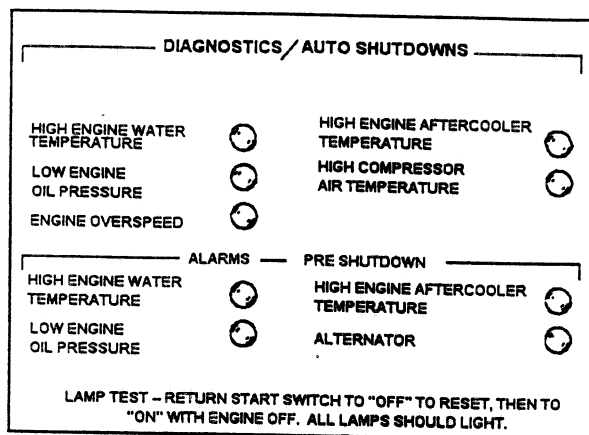 DIAGNOSTICS/AUTO SHUTDOWNS
HIGH ENGINE WATER
TEMPERATURE
LOW ENGINE
OIL PRESSURE
ENGINE OVERSPEED
HIGH ENGINE AFTERCOOLER
TEMPERATURE
HIGH COMPRESSOR
AIR TEMPERATURE
ALARMS — PRE SHUTDOWN
HIGH ENGINE WATER
TEMPERATURE
LOW ENGINE
OIL PRESSURE
HIGH ENGINE AFTERCOOLER
TEMPERATURE
ALTERNATOR
LAMP TEST – RETURN START SWITCH TO "OFF" TO RESET, THEN TO
"ON" WITH ENGINE OFF. ALL LAMPS SHOULD LIGHT.